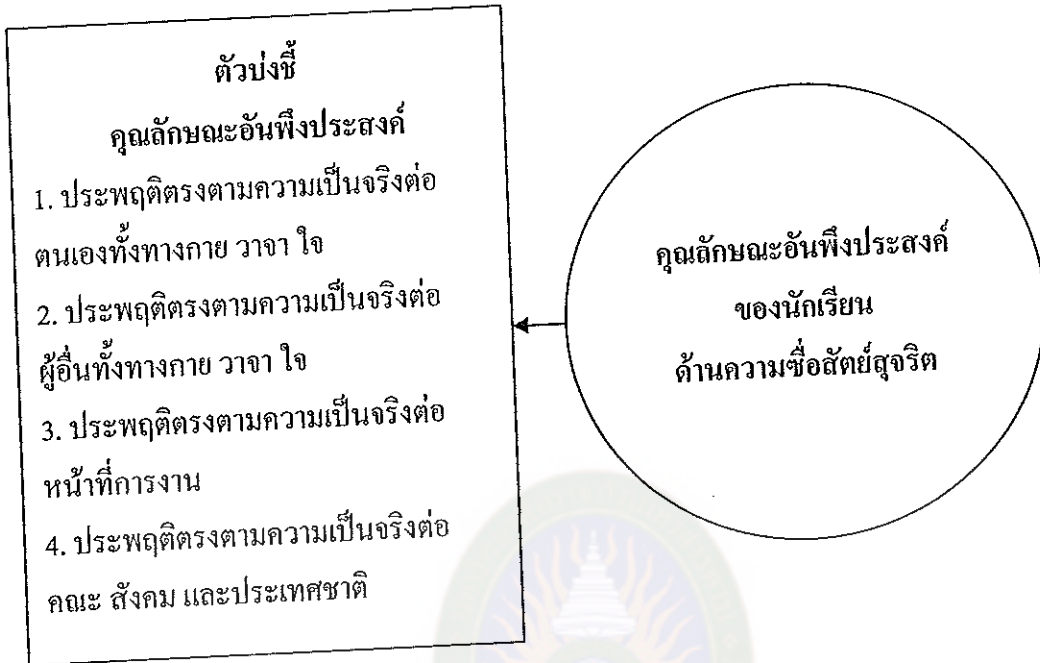 ตัวบ่งชี้
คุณลักษณะอันพึงประสงค์
1. ประพฤติตรงตามความเป็นจริงต่อ
ตนเองทั้งทางกาย วาจา ใจ
2. ประพฤติตรงตามความเป็นจริงต่อ
ผู้อื่นทั้งทางกาย วาจา ใจ
3. ประพฤติตรงตามความเป็นจริงต่อ
หน้าที่การงาน
4. ประพฤติตรงตามความเป็นจริงต่อ
คณะ สังคม และประเทศชาติ
คุณลักษณะอันพึงประสงค์
ของนักเรียน
ด้านความซื่อสัตย์สุจริต